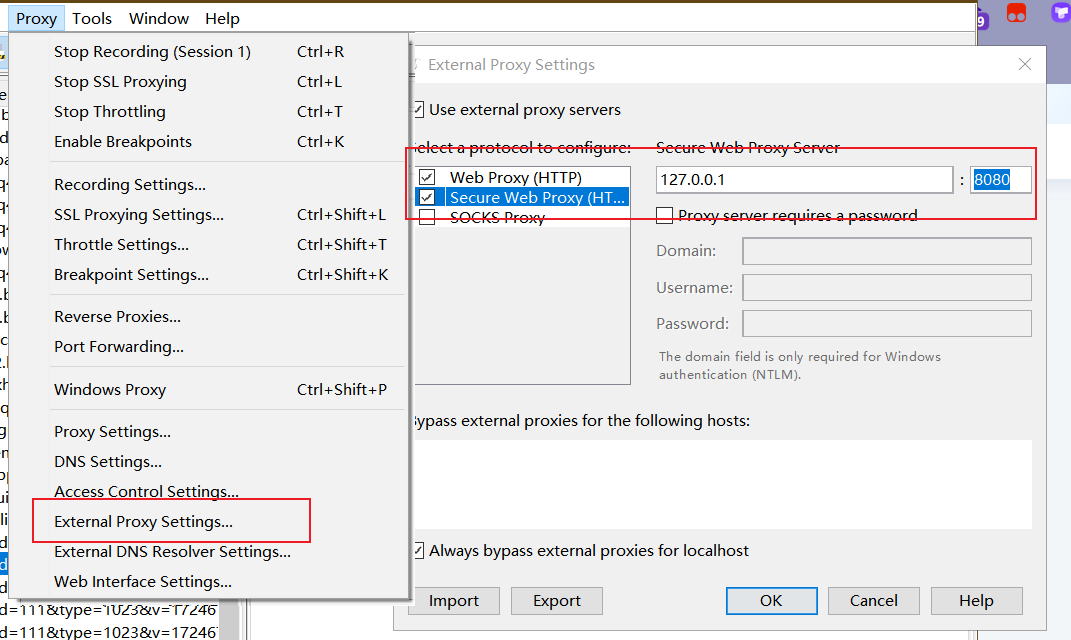 Proxy Tools Window Help
Stop Recording (Session 1) Ctrl+R
Stop SSL Proxying Ctrl+L
Stop Throttling Ctrl+T
Enable Breakpoints Ctrl+K
Recording Settings...
SSL Proxying Settings... Ctrl+Shift+L
Throttle Settings... Ctrl+Shift+T
Breakpoint Settings... Ctrl+Shift+K
Reverse Proxies...
Port Forwarding...
Windows Proxy Ctrl+Shift+P
Proxy Settings...
DNS Settings...
Access Control Settings...
External Proxy Settings...
External DNS Resolver Settings...
Web Interface Settings...
d=111&type=1023&v=17246
d=111&type=1023&v=17246
External Proxy Settings
Use external proxy servers
elect a protocol to configure:
Web Proxy (HTTP)
Secure Web Proxy (HT...
SOCKS Proxy
Secure Web Proxy Server
127.0.0.1 : 8080
Proxy server requires a password
Domain:
Username:
Password:
The domain field is only required for Windows
authentication (NTLM).
ypass external proxies for the following hosts:
Always bypass external proxies for localhost
Import Export OK Cancel Help
9